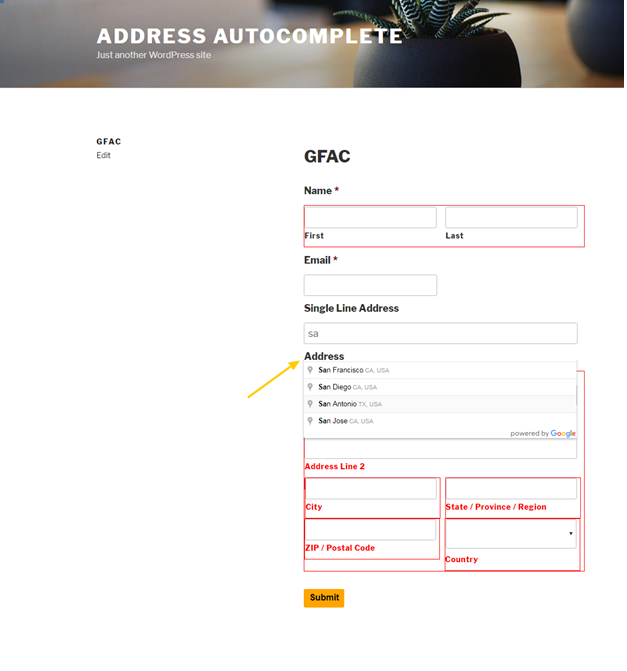 ADDRESS AUTOCOMPLETE
Just another WordPress site
GFAC
Edit
GFAC
Name *
First
Last
Email *
Single Line Address
sa
Address
San Francisco CA, USA
San Diego CA, USA
San Antonio TX, USA
San Jose CA, USA
powered by Google
Address Line 2
City
State / Province / Region
ZIP / Postal Code
Country
Submit